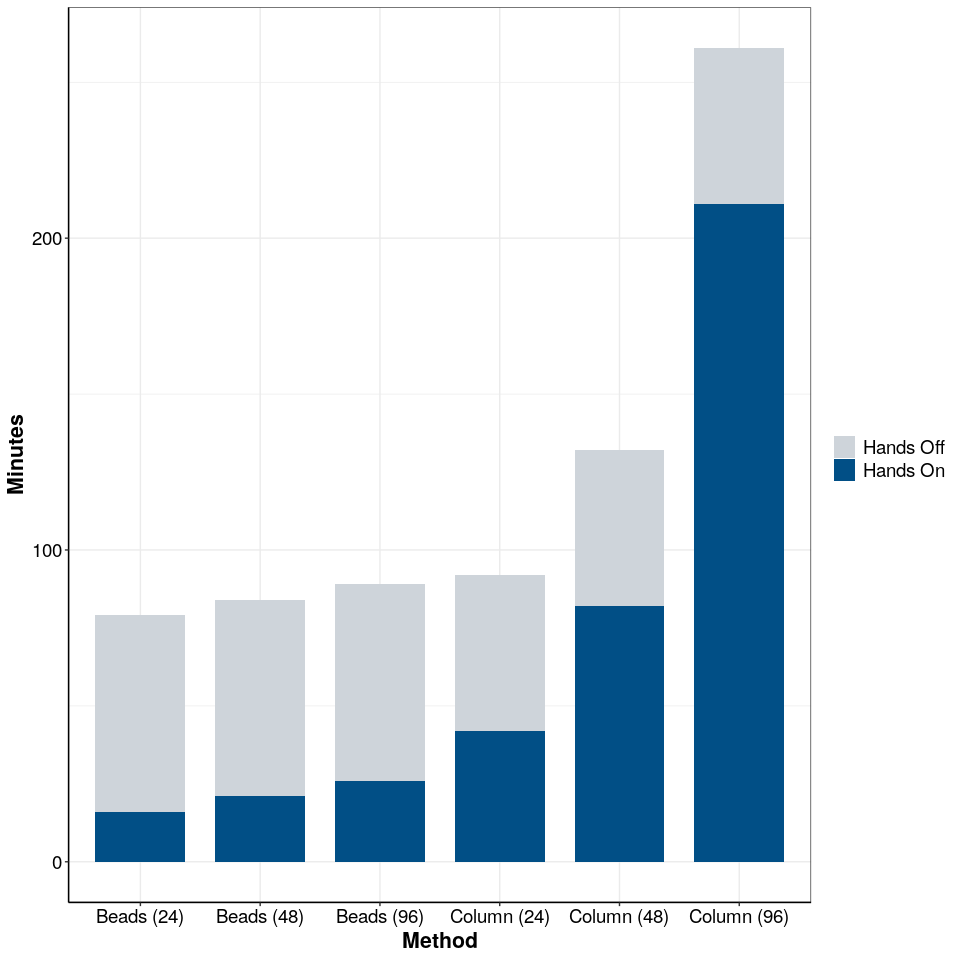 Minutes
200
100
0
Beads (24) Beads (48) Beads (96) Column (24) Column (48) Column (96)
Method
Hands Off
Hands On